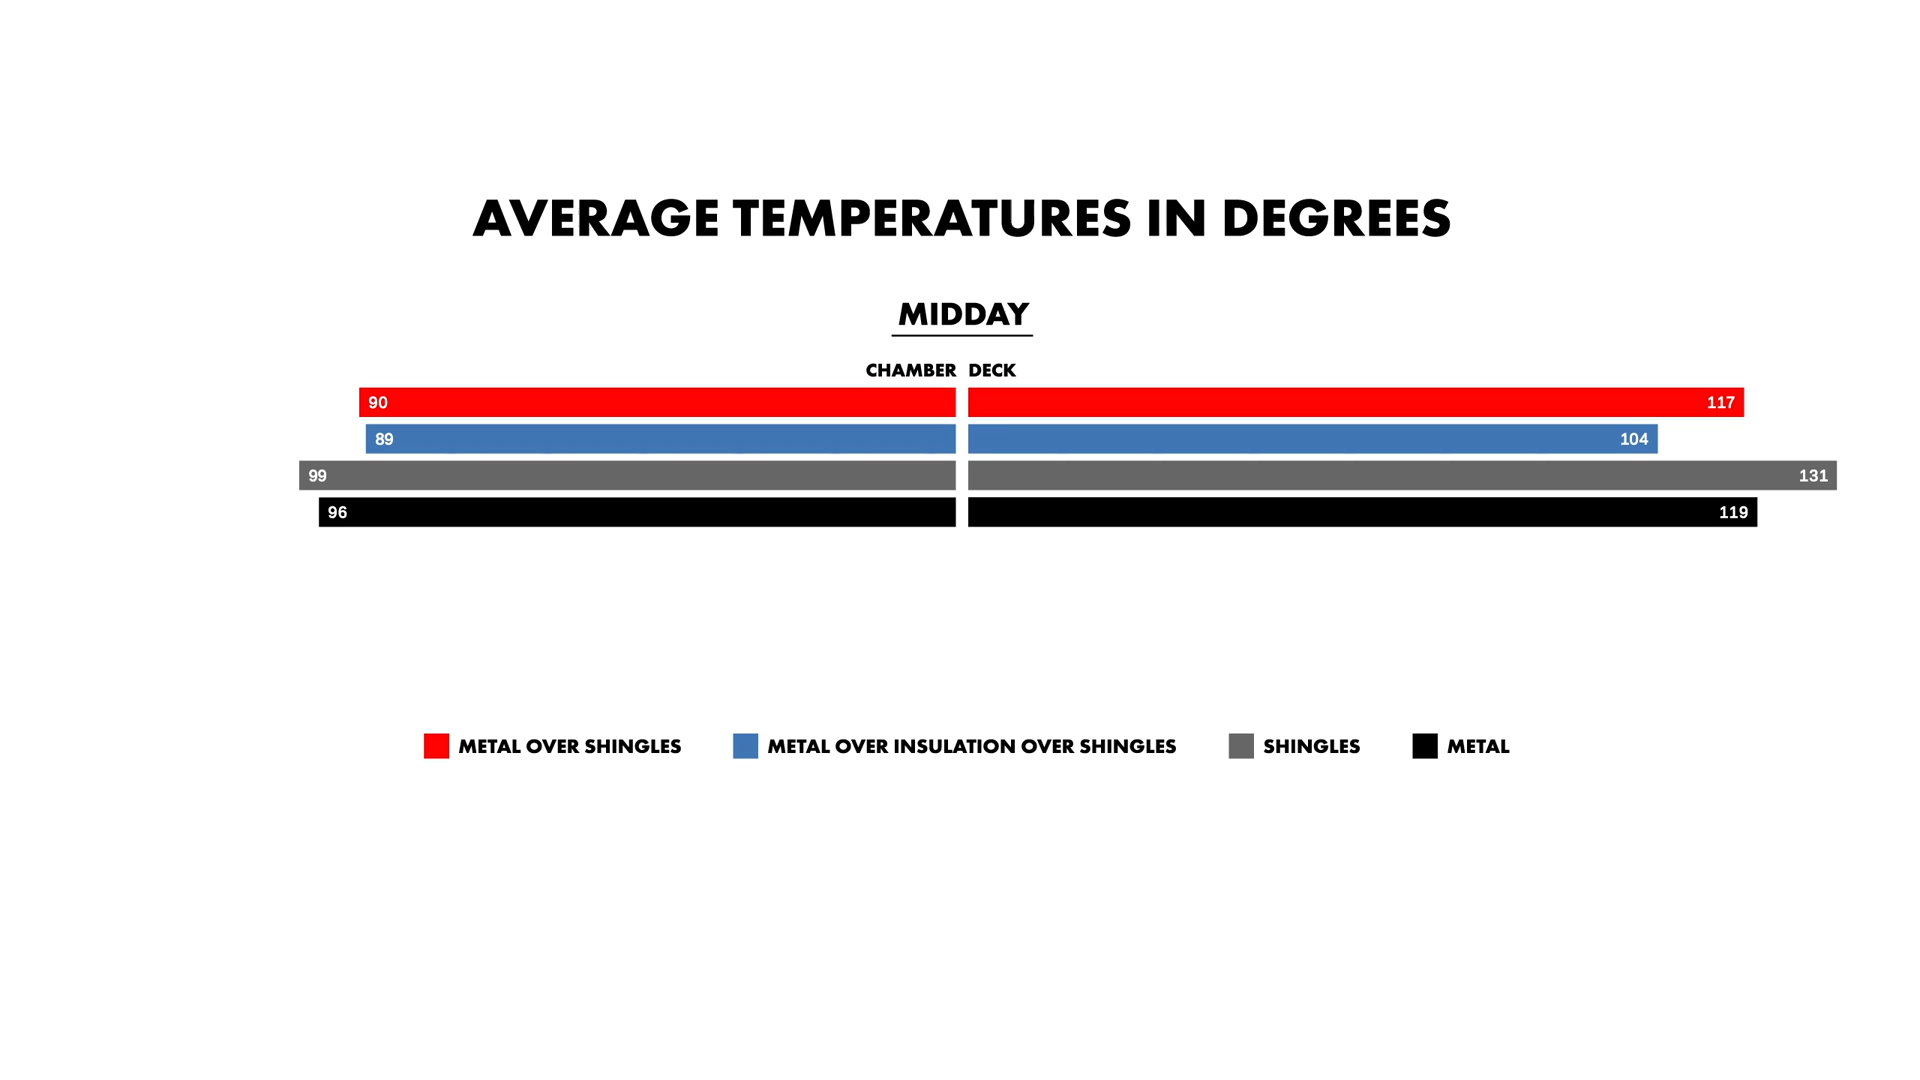 AVERAGE TEMPERATURES IN DEGREES
MIDDAY
CHAMBER DECK
90 117
89 104
99 131
96 119
METAL OVER SHINGLES METAL OVER INSULATION OVER SHINGLES SHINGLES METAL